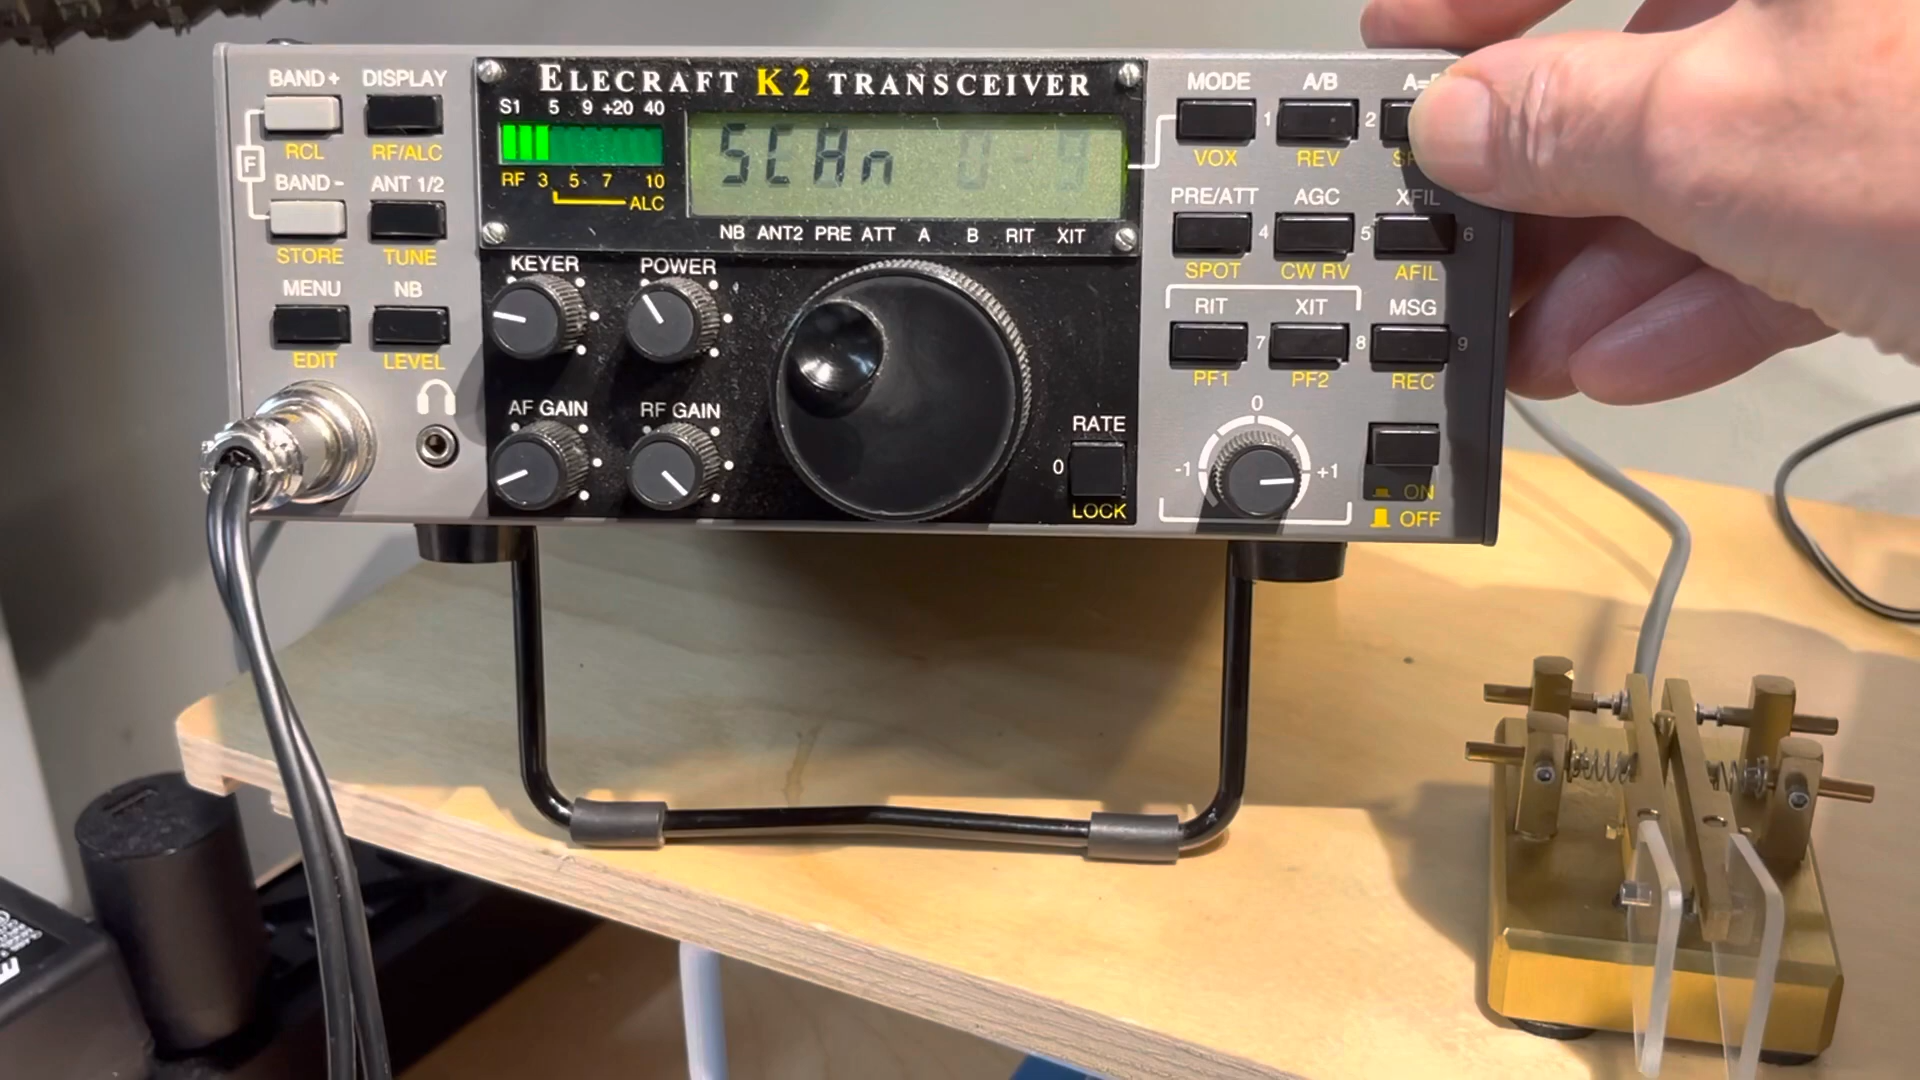 ELECRAFT K2 TRANSCEIVER
BAND+ DISPLAY
RCL RF/ALC
F
BAND- ANT 1/2
STORE TUNE
MENU NB
EDIT LEVEL
S1 5 9 +20 40
RF 3 5 7 10
ALC
SCAn 0-9
NB ANT2 PRE ATT A B RIT XIT
KEYER POWER
AF GAIN RF GAIN
RATE
0
LOCK
MODE A/B A=
1 2
VOX REV
PRE/ATT AGC XFIL
4 5 6
SPOT CW RV AFIL
RIT XIT MSG
7 8 9
PF1 PF2 REC
0
-1 +1
ON
OFF